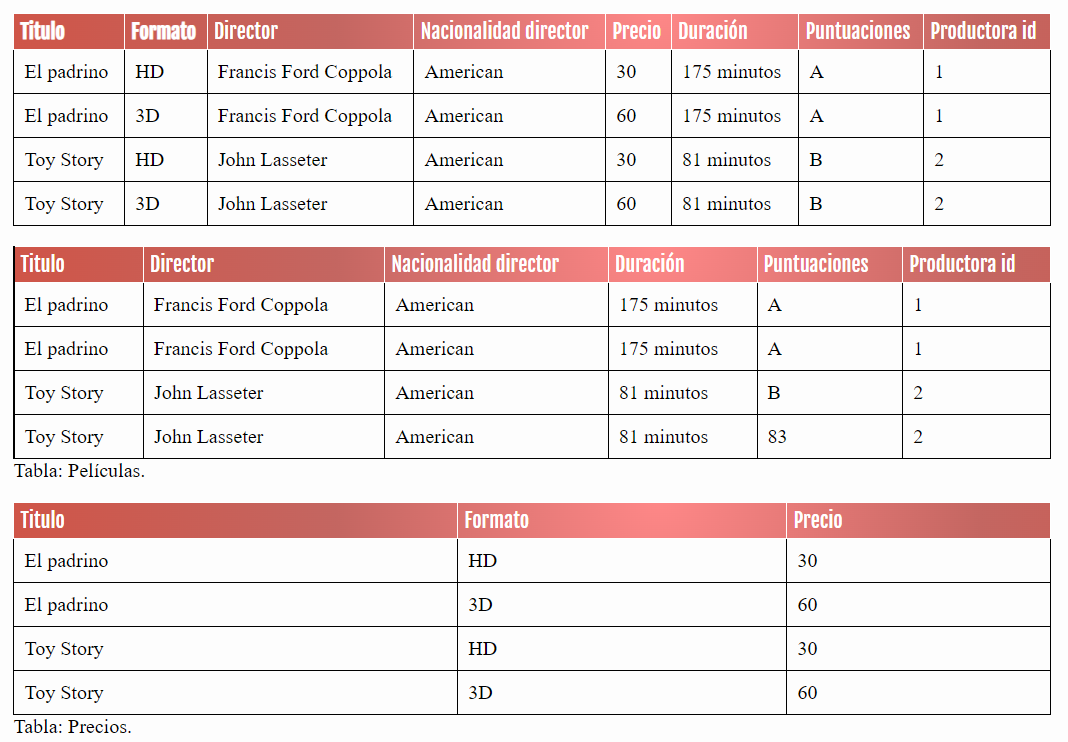 Titulo Formato Director Nacionalidad director Precio Duración Puntuaciones Productora id
El padrino HD Francis Ford Coppola American 30 175 minutos A 1
El padrino 3D Francis Ford Coppola American 60 175 minutos A 1
Toy Story HD John Lasseter American 30 81 minutos B 2
Toy Story 3D John Lasseter American 60 81 minutos B 2
Titulo Director Nacionalidad director Duración Puntuaciones Productora id
El padrino Francis Ford Coppola American 175 minutos A 1
El padrino Francis Ford Coppola American 175 minutos A 1
Toy Story John Lasseter American 81 minutos B 2
Toy Story John Lasseter American 81 minutos 83 2
Tabla: Películas.
Titulo Formato Precio
El padrino HD 30
El padrino 3D 60
Toy Story HD 30
Toy Story 3D 60
Tabla: Precios.